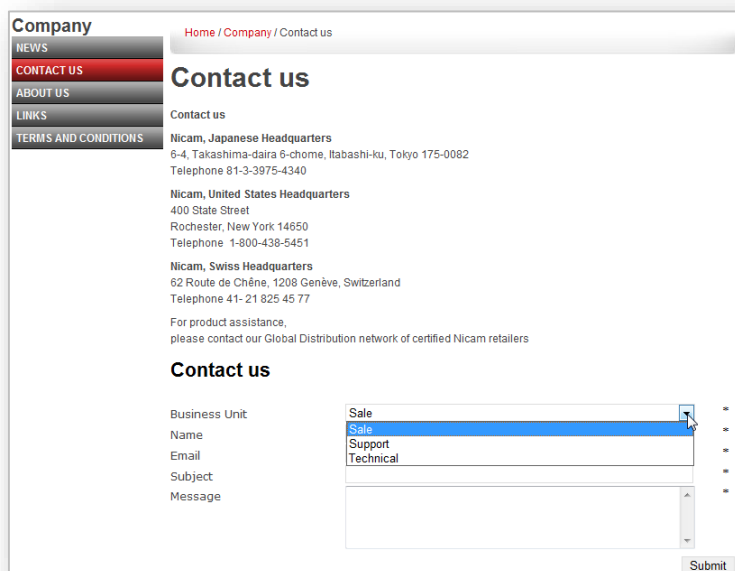 Company
NEWS
CONTACT US
ABOUT US
LINKS
TERMS AND CONDITIONS
Home / Company / Contact us
Contact us
Contact us
Nicam, Japanese Headquarters
6-4, Takashima-daira 6-chome, Itabashi-ku, Tokyo 175-0082
Telephone 81-3-3975-4340
Nicam, United States Headquarters
400 State Street
Rochester, New York 14650
Telephone 1-800-438-5451
Nicam, Swiss Headquarters
62 Route de Chêne, 1208 Genève, Switzerland
Telephone 41- 21 825 45 77
For product assistance,
please contact our Global Distribution network of certified Nicam retailers
Contact us
Business Unit Sale *
Sale
Support
Technical
Name *
Email *
Subject *
Message *
Submit